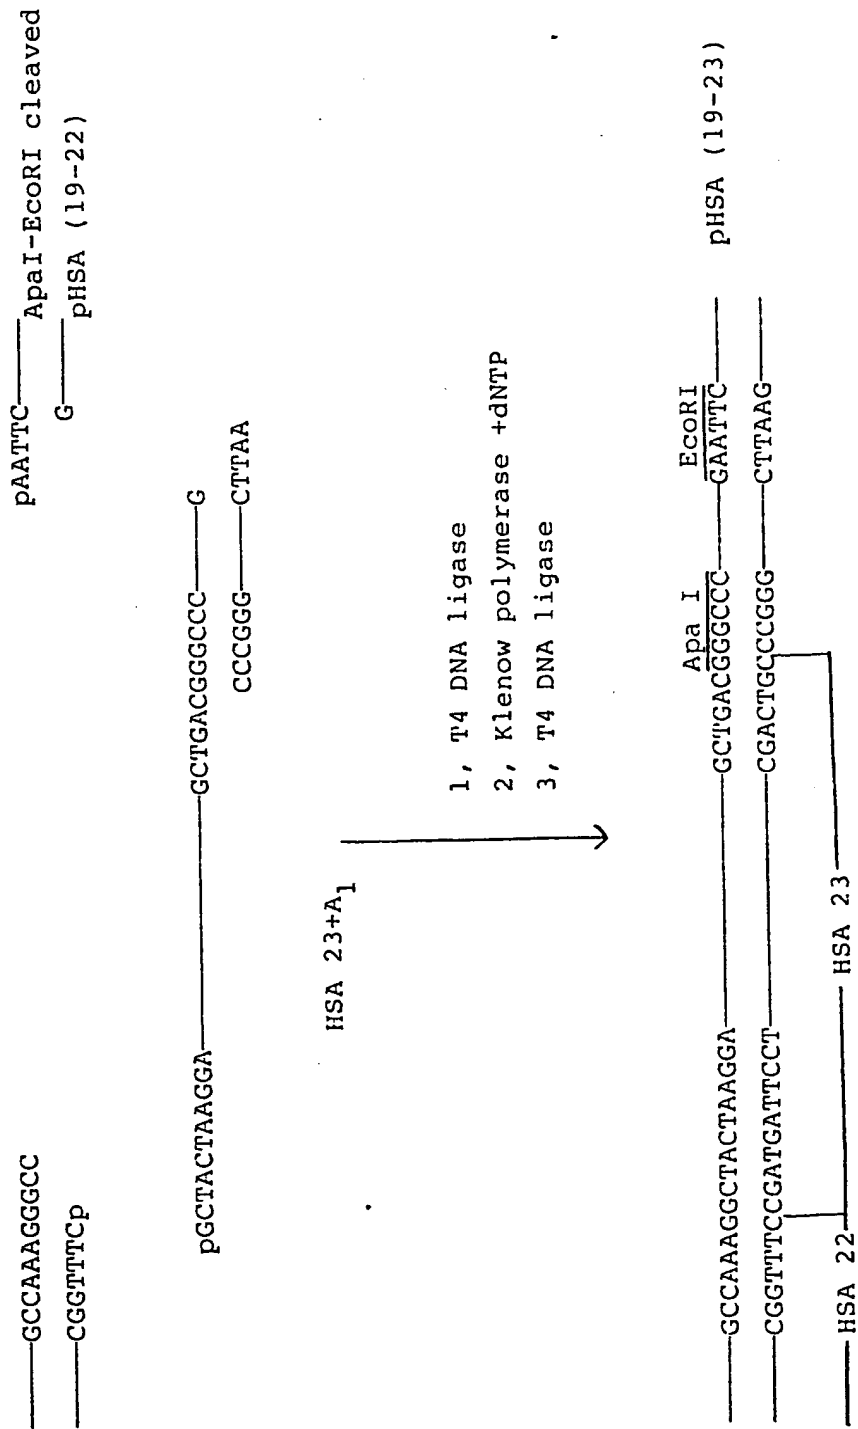 GCCAAAGGGCC
CGGTTTCp
pAATTC
ApaI-EcoRI cleaved
G
pHSA (19-22)
pGCTACTAAGGA
GCTGACGGGCCC
G
CCCGGG
CTTAA
HSA 23+A1
1, T4 DNA ligase
2, Klenow polymerase +dNTP
3, T4 DNA ligase
Apa I
EcoRI
GCCAAAGGCTACTAAGGA
GCTGACGGGCCC
GAATTC
pHSA (19-23)
CGGTTTCCGATGATTCCT
CGACTGCCCGGG
CTTAAG
HSA 22
HSA 23